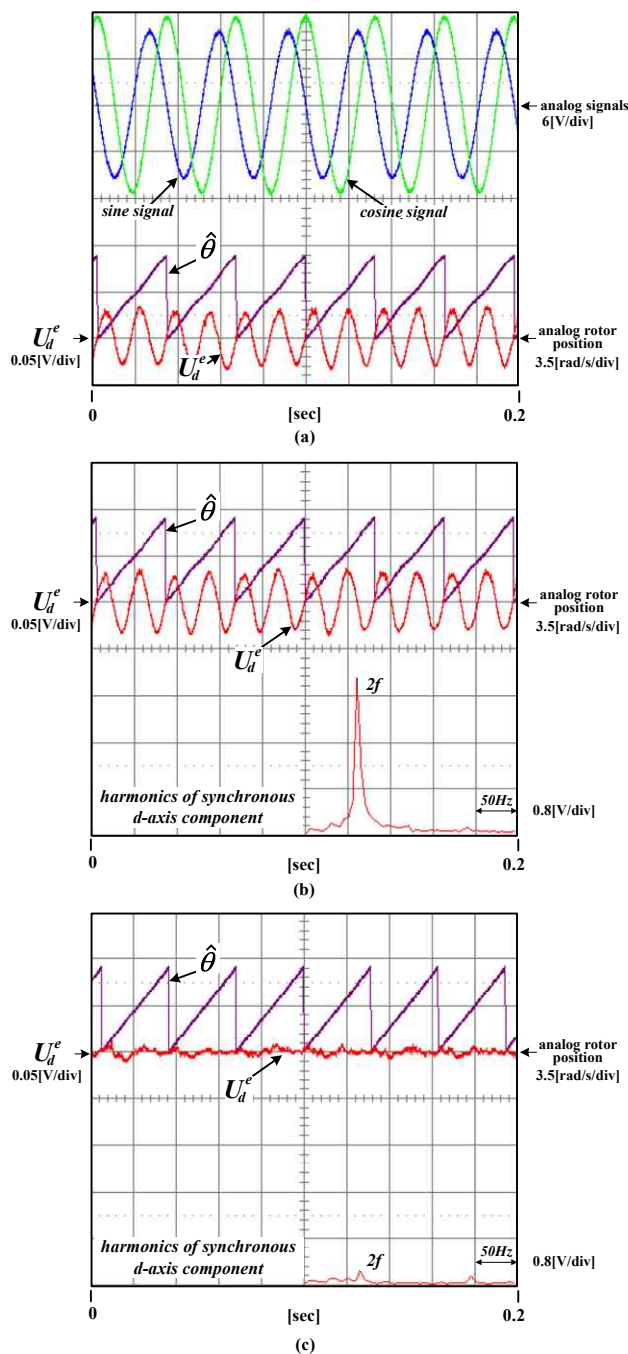 analog signals
6[V/div]
sine signal
cosine signal
θ̂
U_d^e
0.05[V/div]
U_d^e
analog rotor
position
3.5[rad/s/div]
0
[sec]
0.2
(a)
θ̂
U_d^e
0.05[V/div]
analog rotor
position
3.5[rad/s/div]
U_d^e
2f
harmonics of synchronous
d-axis component
50Hz
0.8[V/div]
0
[sec]
0.2
(b)
θ̂
U_d^e
0.05[V/div]
analog rotor
position
3.5[rad/s/div]
U_d^e
harmonics of synchronous
d-axis component
2f
50Hz
0.8[V/div]
0
[sec]
0.2
(c)